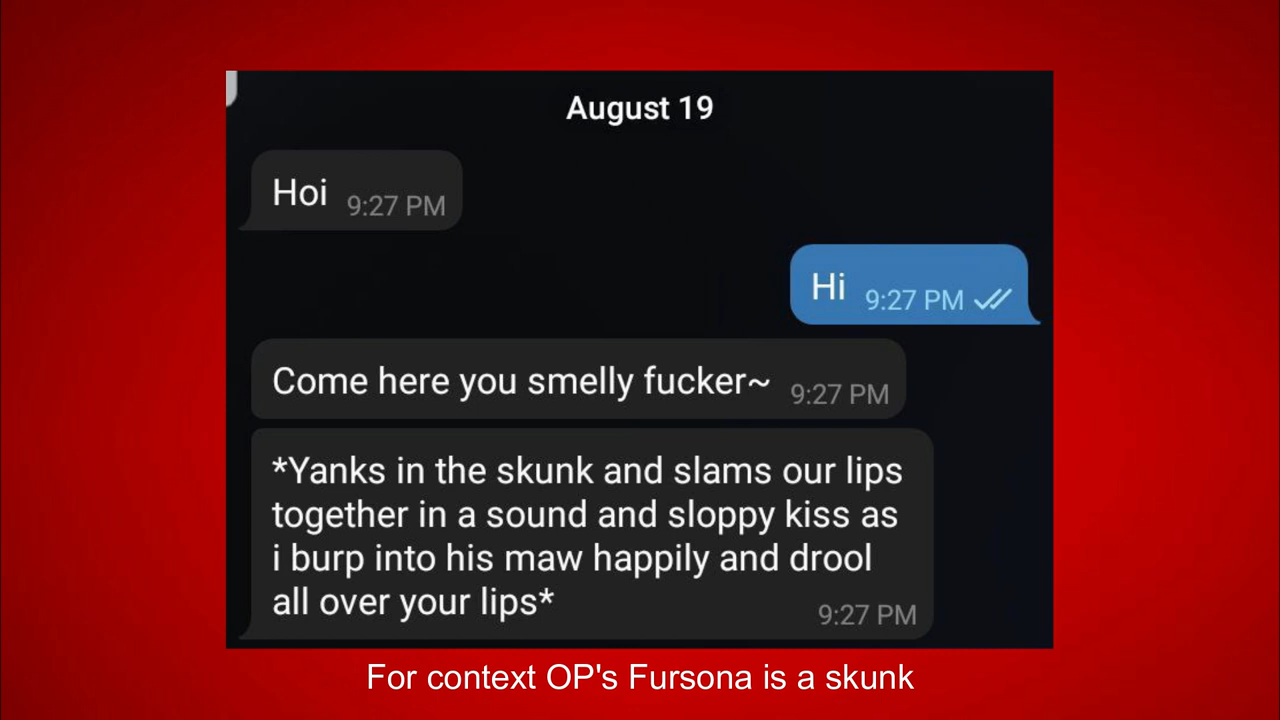 August 19
Hoi 9:27 PM
Hi 9:27 PM
Come here you smelly fucker~ 9:27 PM
*Yanks in the skunk and slams our lips
together in a sound and sloppy kiss as
i burp into his maw happily and drool
all over your lips* 9:27 PM
For context OP's Fursona is a skunk